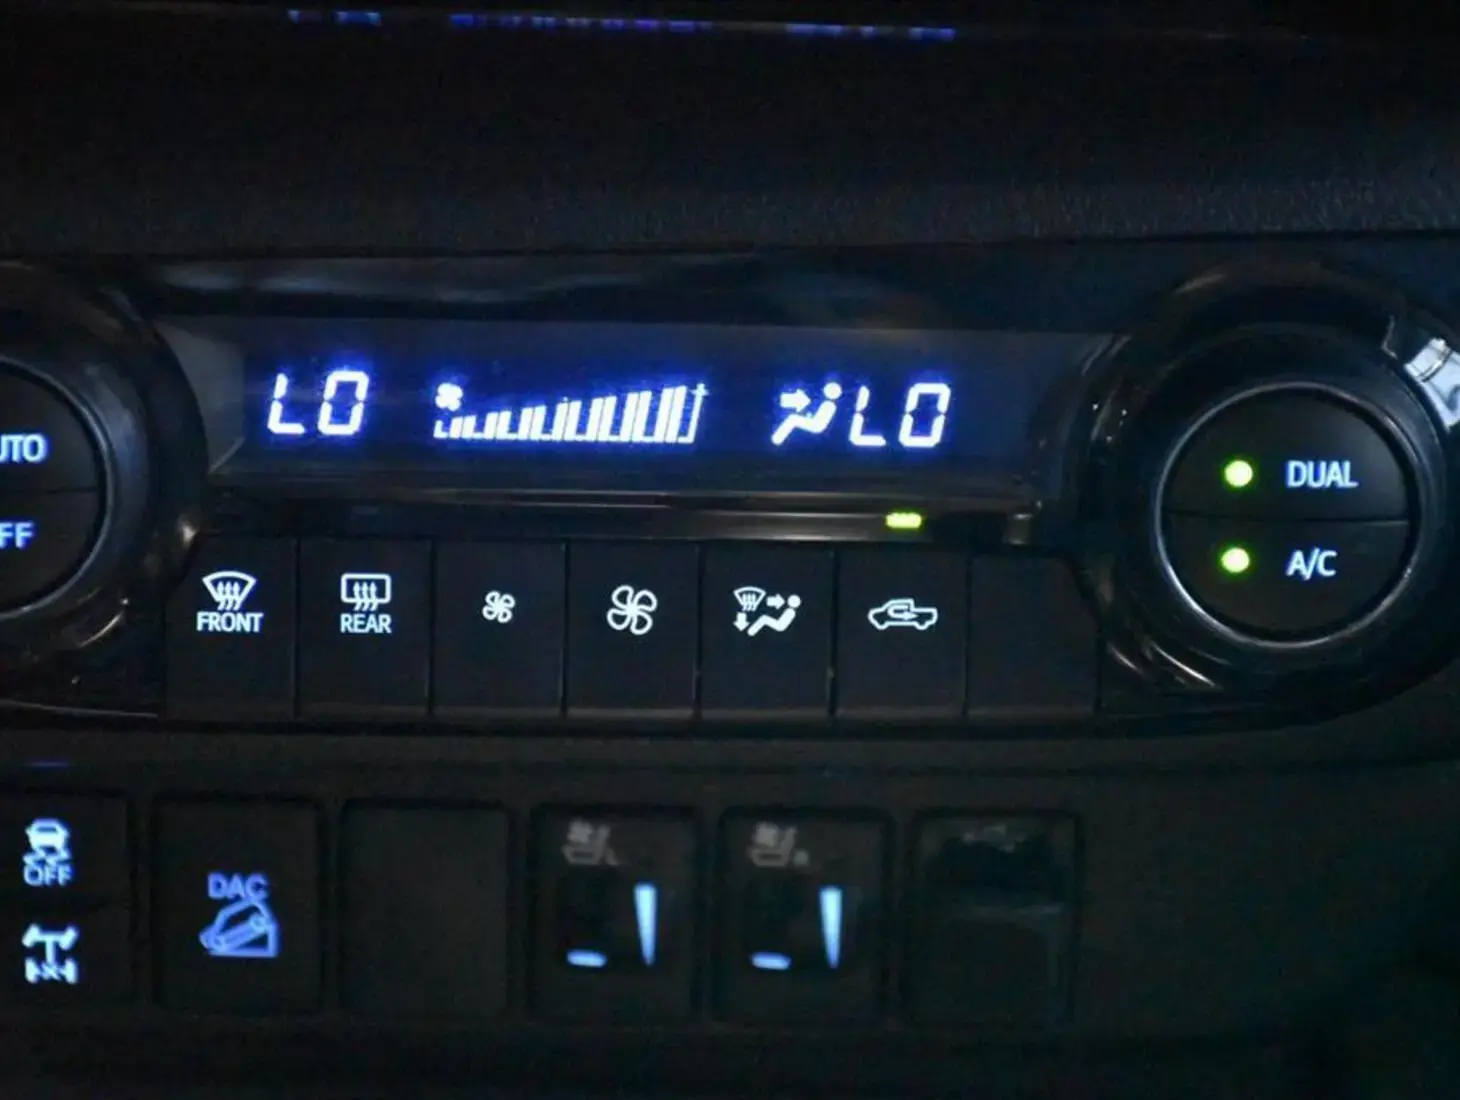 LO LO
UTO
DUAL
FF
A/C
FRONT REAR
OFF
DAC